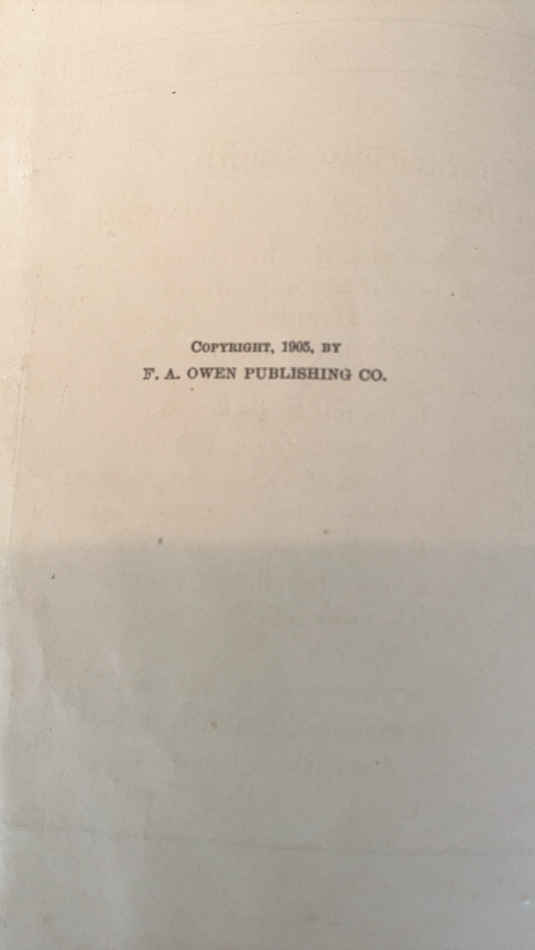 COPYRIGHT, 1905, BY
F. A. OWEN PUBLISHING CO.